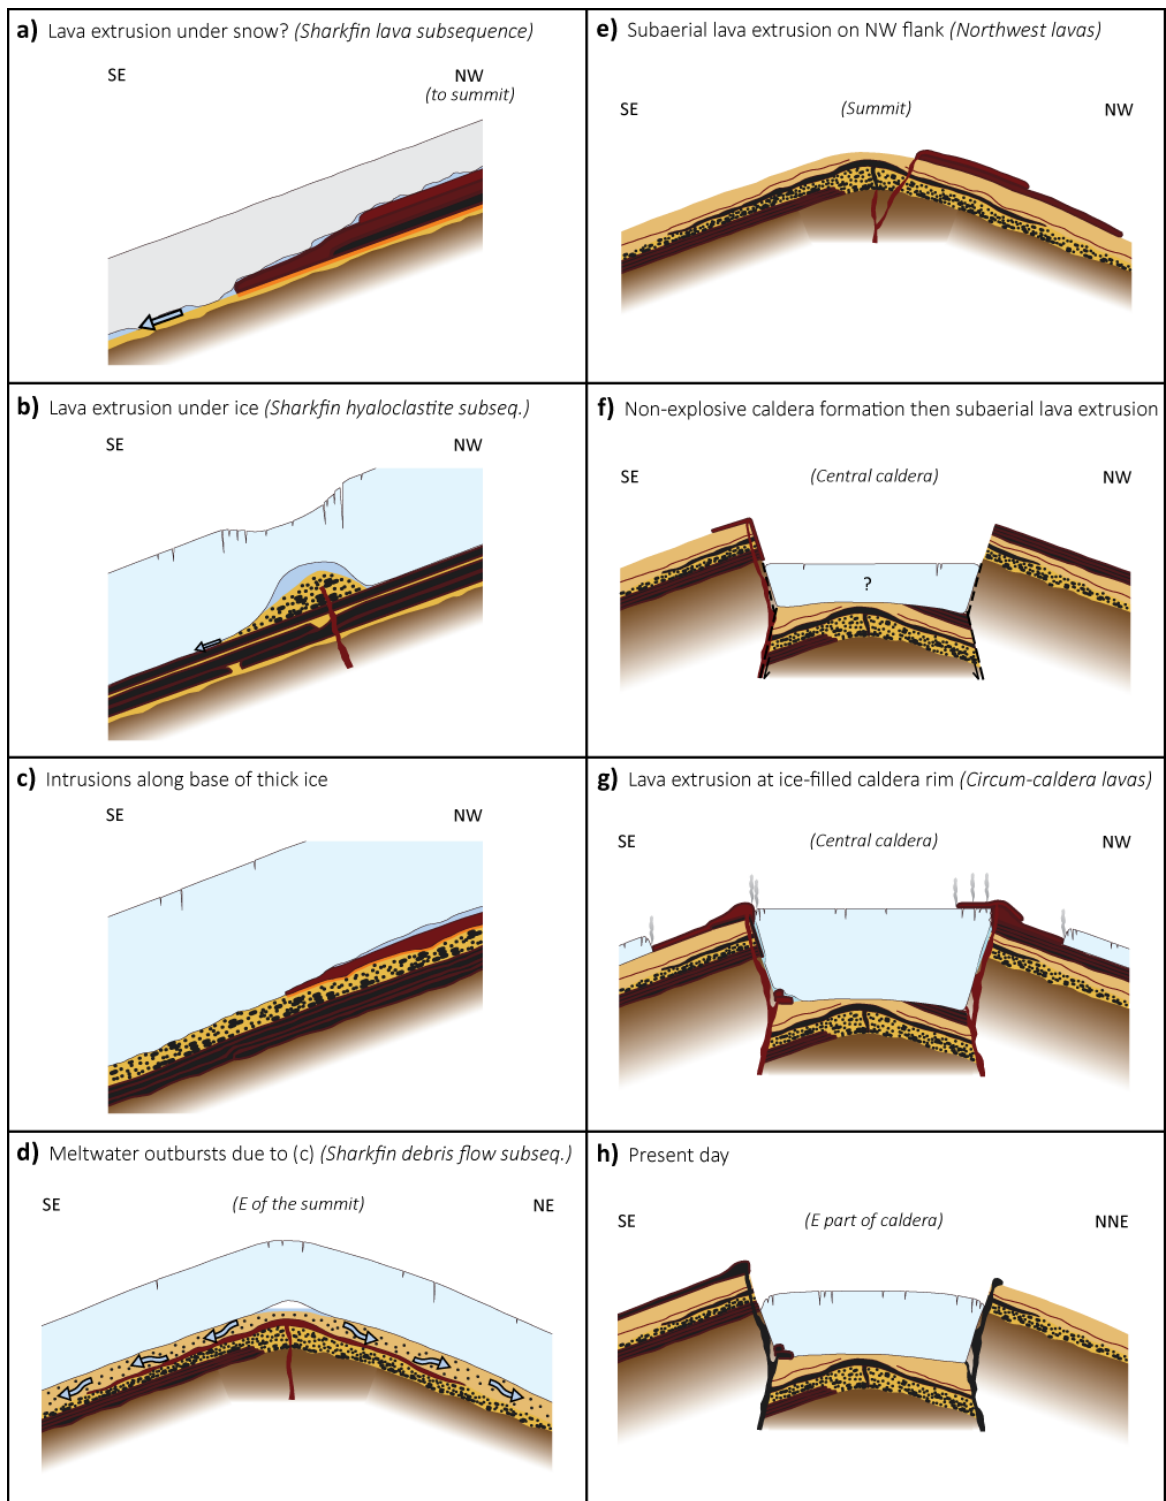 a) Lava extrusion under snow? (Sharkfin lava subsequence)
SE
NW
(to summit)
b) Lava extrusion under ice (Sharkfin hyaloclastite subseq.)
SE
NW
c) Intrusions along base of thick ice
SE
NW
d) Meltwater outbursts due to (c) (Sharkfin debris flow subseq.)
SE
(E of the summit)
NE
e) Subaerial lava extrusion on NW flank (Northwest lavas)
SE
(Summit)
NW
f) Non-explosive caldera formation then subaerial lava extrusion
SE
(Central caldera)
NW
?
g) Lava extrusion at ice-filled caldera rim (Circum-caldera lavas)
SE
(Central caldera)
NW
h) Present day
SE
(E part of caldera)
NNE